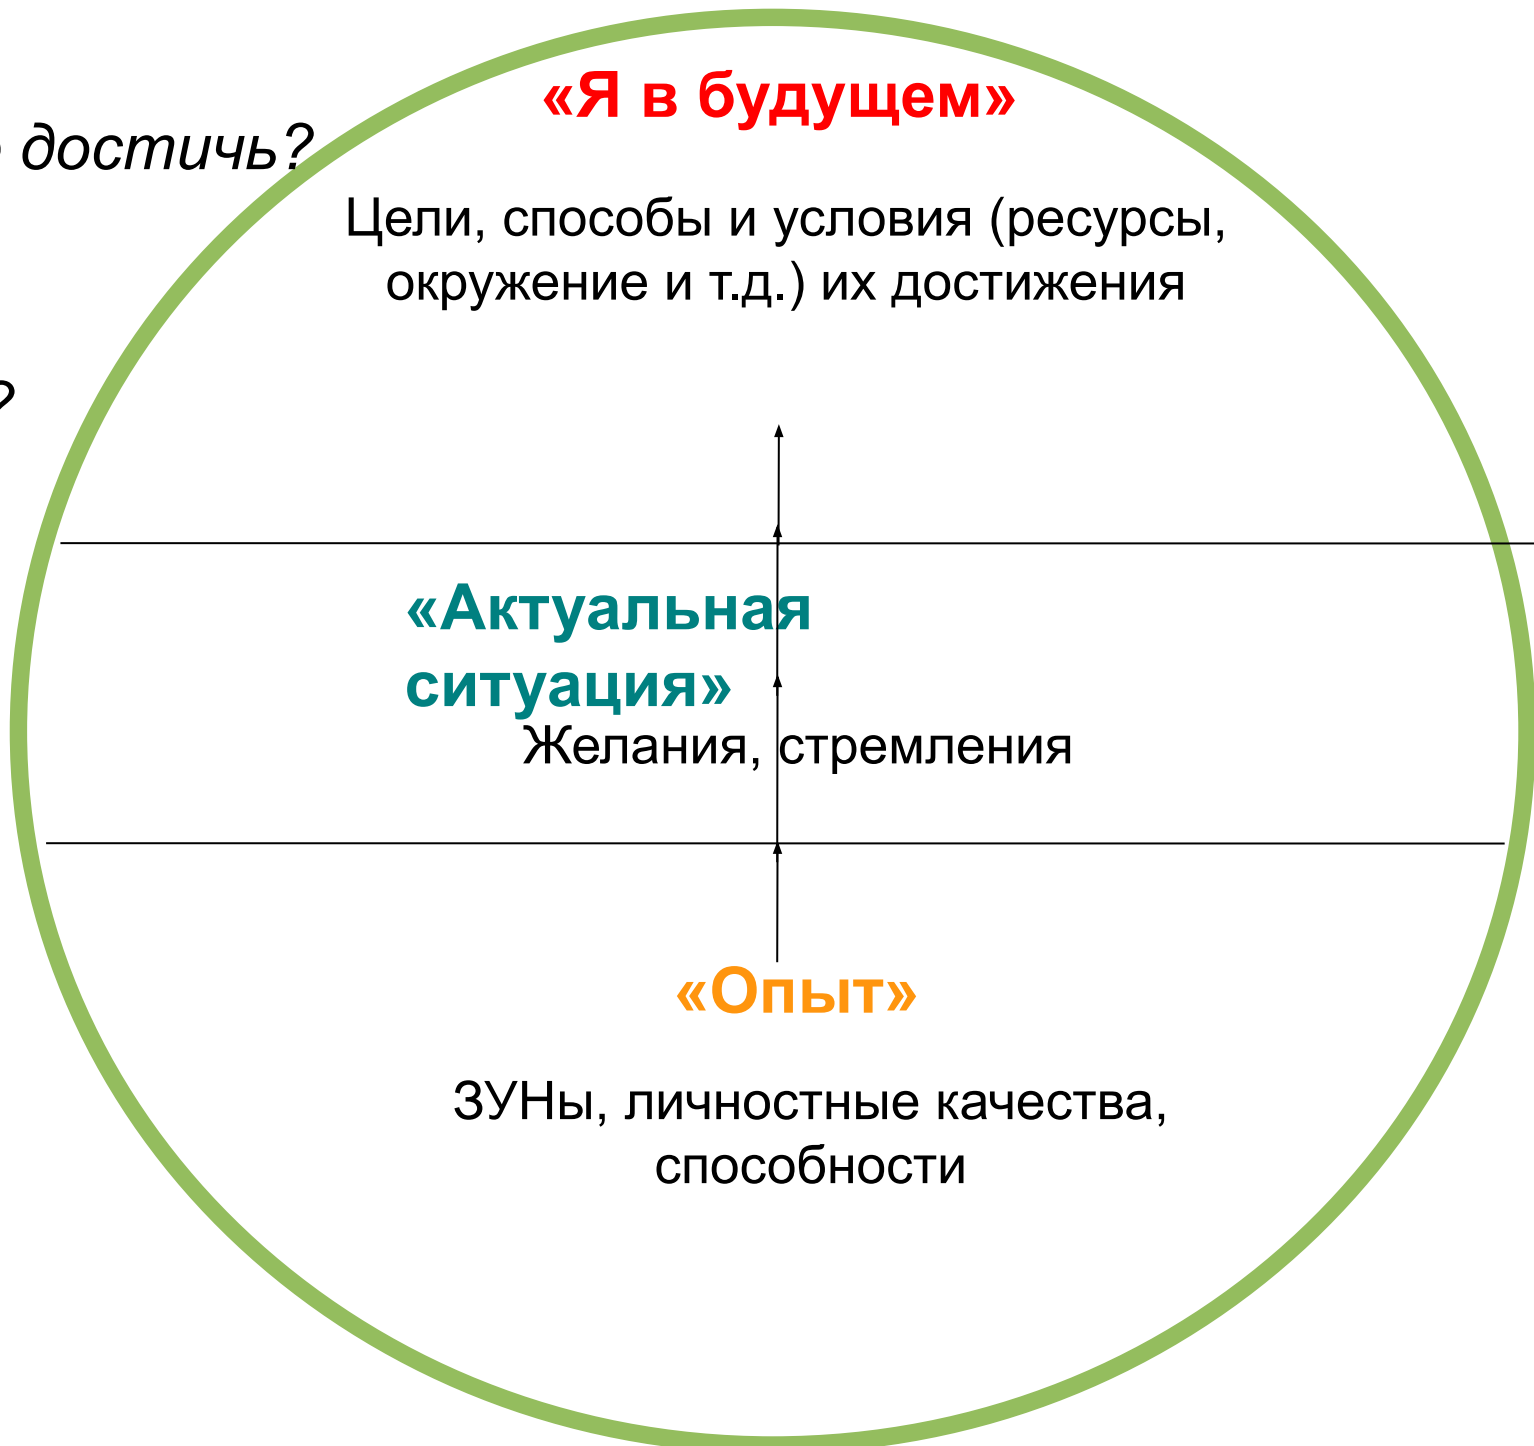 «Я в будущем»
достичь?
Цели, способы и условия (ресурсы,
окружение и т.д.) их достижения
?
«Актуальная
ситуация»
Желания, стремления
«Опыт»
ЗУНы, личностные качества,
способности